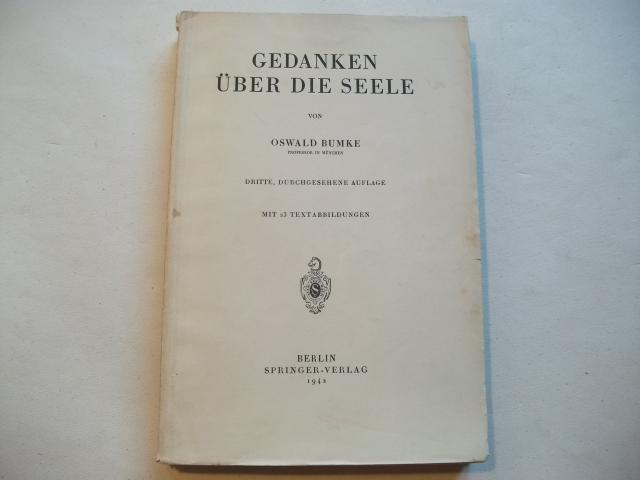 GEDANKEN
ÜBER DIE SEELE
VON
OSWALD BUMKE
PROFESSOR IN MÜNCHEN
DRITTE, DURCHGESEHENE AUFLAGE
MIT 23 TEXTABBILDUNGEN
S
BERLIN
SPRINGER-VERLAG
1942